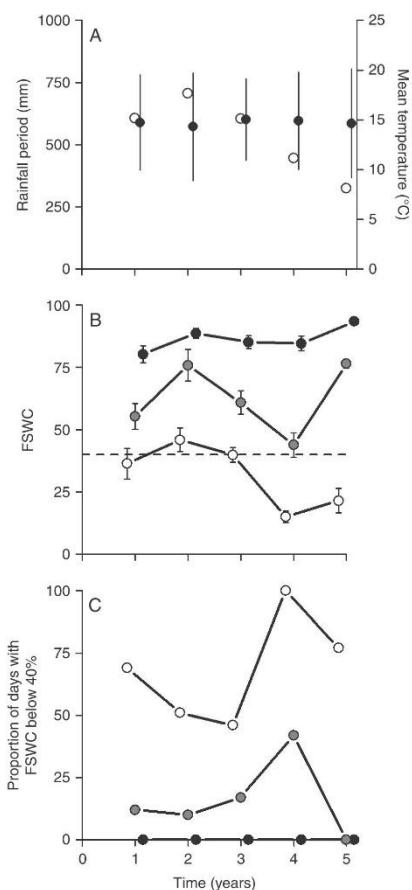 A
Rainfall period (mm)
1000
750
500
250
0
Mean temperature (°C)
25
20
15
10
5
0
B
FSWC
100
75
50
25
0
C
Proportion of days with
FSWC below 40%
100
75
50
25
0
0 1 2 3 4 5
Time (years)